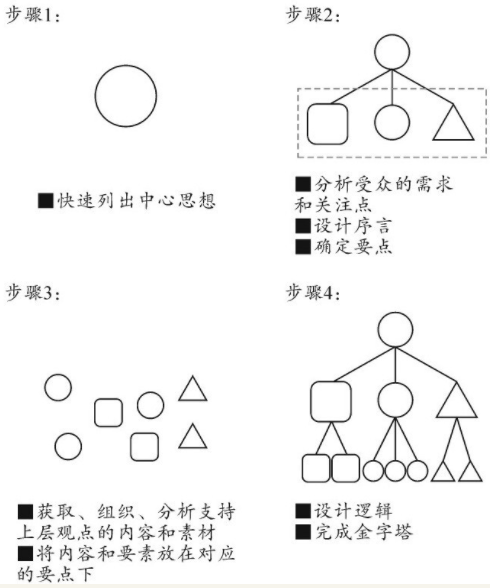 步骤1：
步骤2：
■快速列出中心思想
■分析受众的需求
和关注点
■设计序言
■确定要点
步骤3：
步骤4：
■获取、组织、分析支持
上层观点的内容和素材
■将内容和要素放在对应
的要点下
■设计逻辑
■完成金字塔